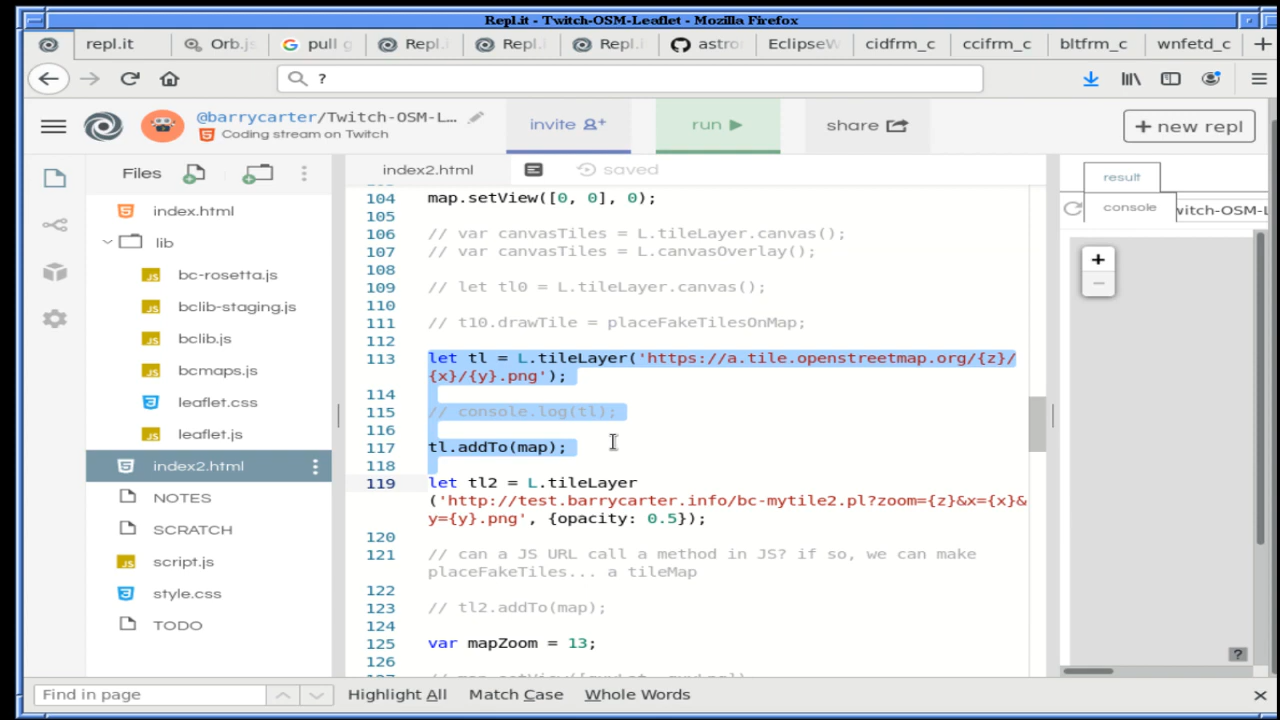 Repl.it - Twitch-OSM-Leaflet - Mozilla Firefox
repl.it Orb.js pull g Repl. Repl. Repl. astro EclipseW cidfrm_c ccifrm_c bltfrm_c wnfetd_c +
?
@barrycarter/Twitch-OSM-L...
Coding stream on Twitch
invite
run
share
+ new repl
Files
index.html
lib
bc-rosetta.js
bclib-staging.js
bclib.js
bcmaps.js
leaflet.css
leaflet.js
index2.html
NOTES
SCRATCH
script.js
style.css
TODO
index2.html
saved
104 map.setView([0, 0], 0);
105
106 // var canvasTiles = L.tileLayer.canvas();
107 // var canvasTiles = L.canvasOverlay();
108
109 // let tl0 = L.tileLayer.canvas();
110
111 // t10.drawTile = placeFakeTilesOnMap;
112
113 let tl = L.tileLayer('https://a.tile.openstreetmap.org/{z}/
{x}/{y}.png');
114
115 // console.log(tl);
116
117 tl.addTo(map);
118
119 let tl2 = L.tileLayer
('http://test.barrycarter.info/bc-mytile2.pl?zoom={z}&x={x}&
y={y}.png', {opacity: 0.5});
120
121 // can a JS URL call a method in JS? if so, we can make
placeFakeTiles... a tileMap
122
123 // tl2.addTo(map);
124
125 var mapZoom = 13;
126
result
console
witch-OSM-L
+
−
?
Find in page
Highlight All Match Case Whole Words